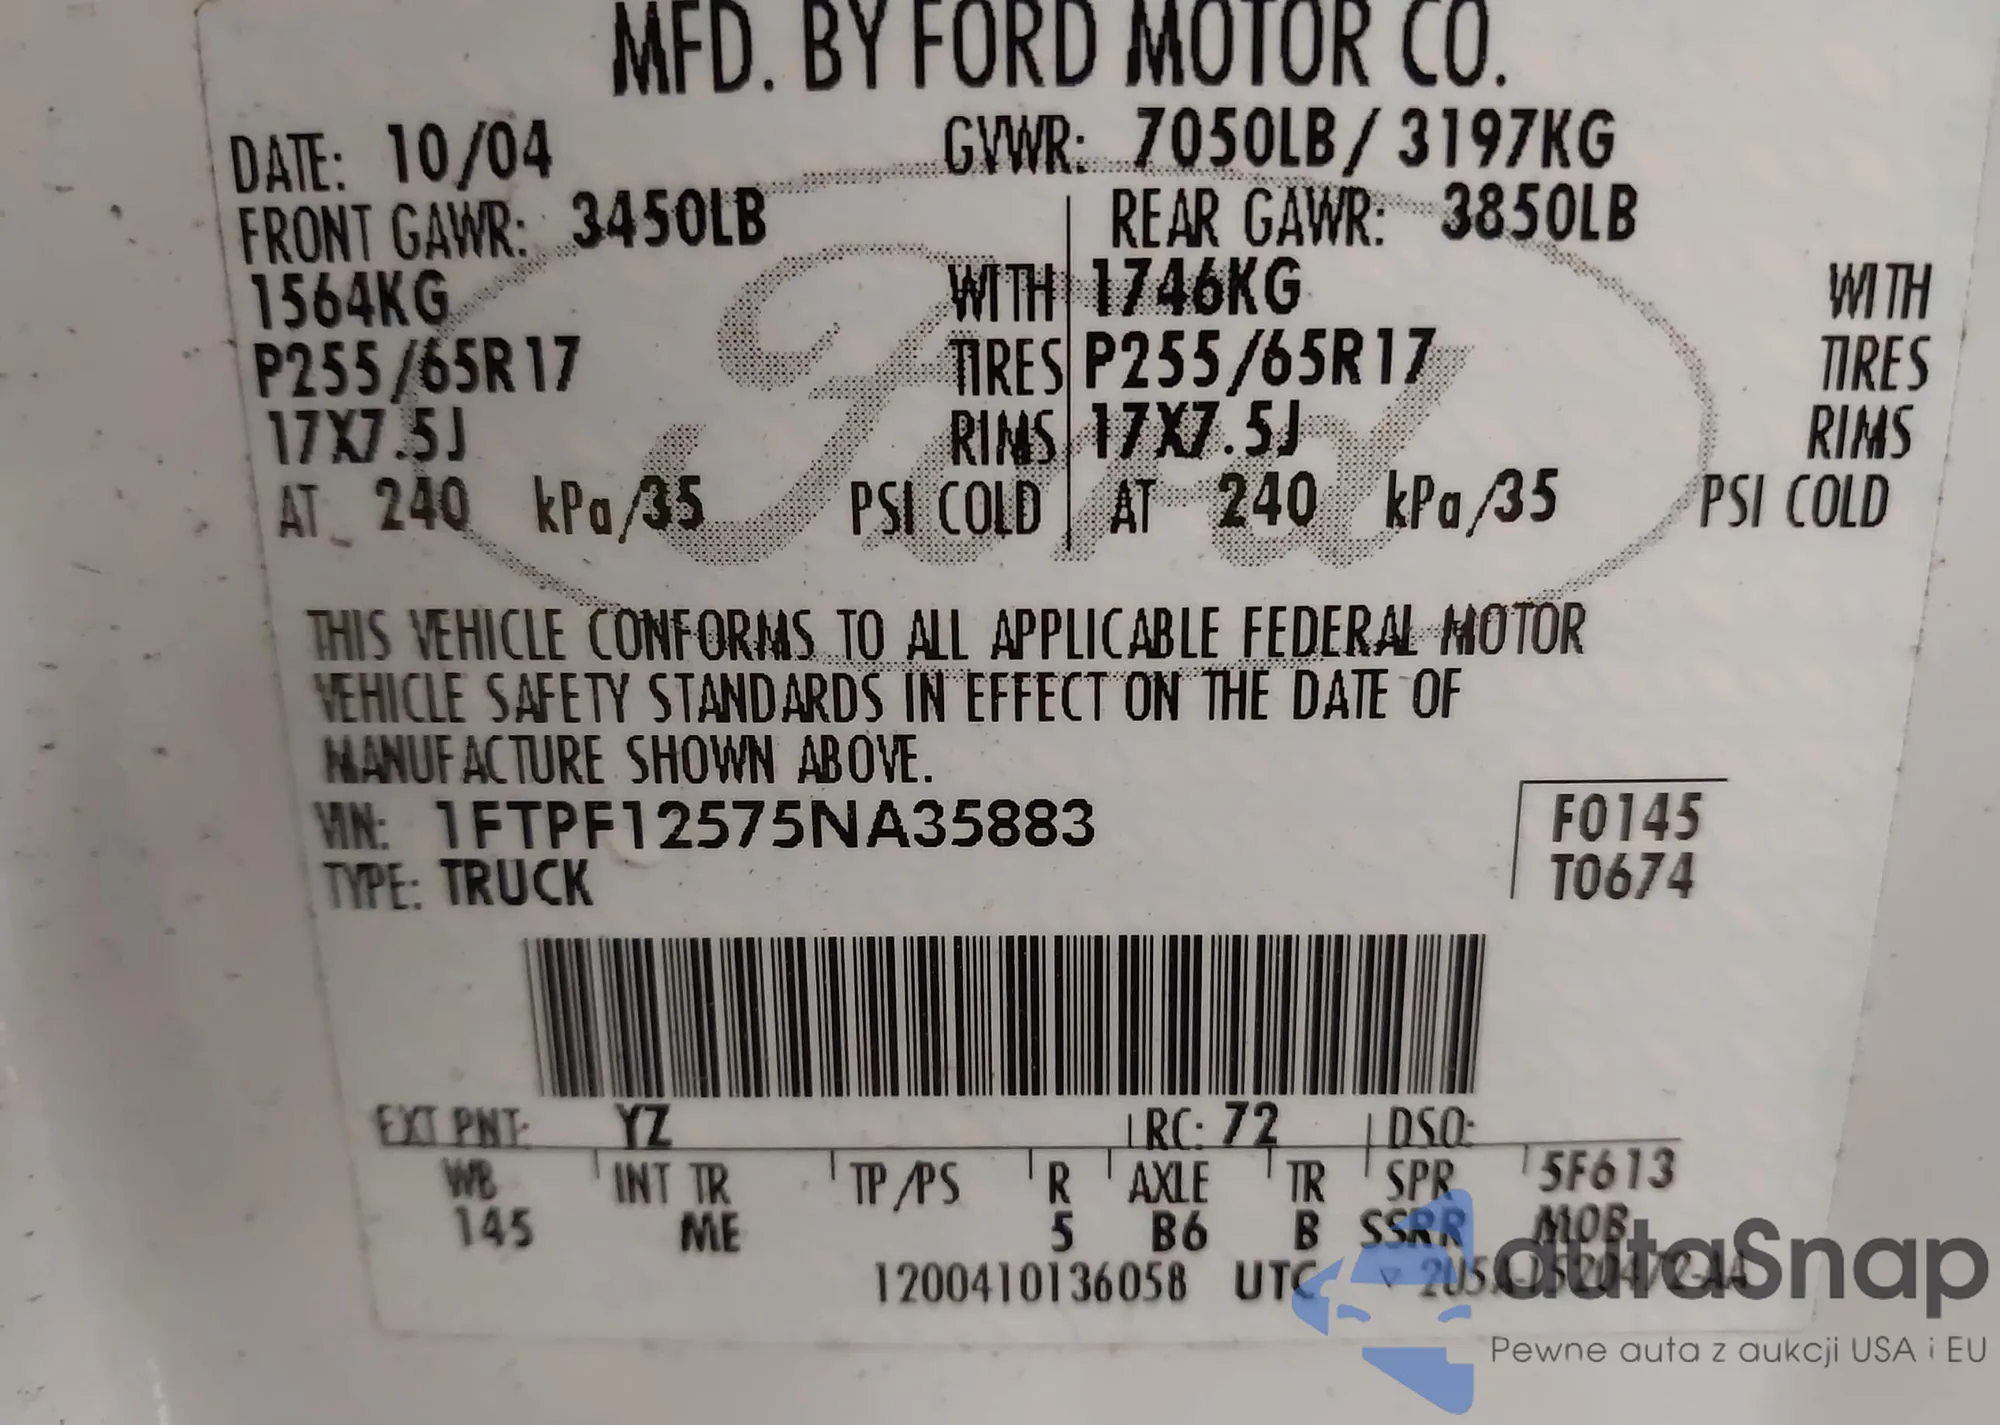 MFD. BY FORD MOTOR CO.
DATE: 10/04 GVWR: 7050LB/ 3197KG
FRONT GAWR: 3450LB REAR GAWR: 3850LB
1564KG WITH 1746KG WITH
P255/65R17 TIRES P255/65R17 TIRES
17X7.5J RIMS 17X7.5J RIMS
AT 240 kPa/35 PSI COLD AT 240 kPa/35 PSI COLD
Ford
THIS VEHICLE CONFORMS TO ALL APPLICABLE FEDERAL MOTOR
VEHICLE SAFETY STANDARDS IN EFFECT ON THE DATE OF
MANUFACTURE SHOWN ABOVE.
VIN: 1FTPF12575NA35883
F0145
TYPE: TRUCK
T0674
EXT PNT: YZ RC: 72 DSO:
WB INT TR TP/PS R AXLE TR SPR 5F613
145 ME 5 B6 B SSRR MOB
1200410136058 UTC
autaSnap
Pewne auta z aukcji USA i EU